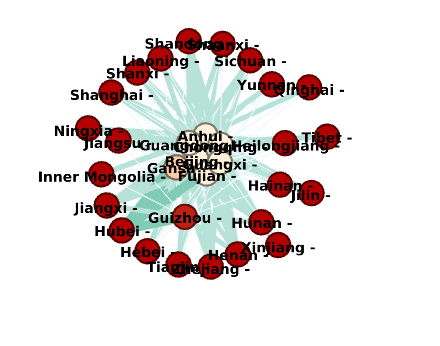 Shaanxi -
Liaoning -
Sichuan -
Shanxi -
Yunnan -
Qinghai -
Shanghai -
Ningxia -
Anhui -
Tibet -
Jiangsu -
Guangdong
Chongqing
Heilongjiang -
Beijing
Guangxi -
Gansu
Inner Mongolia -
Fujian -
Hainan -
Jilin -
Jiangxi -
Guizhou -
Hunan -
Hubei -
Xinjiang -
Hebei -
Henan -
Tianjin
Zhejiang -